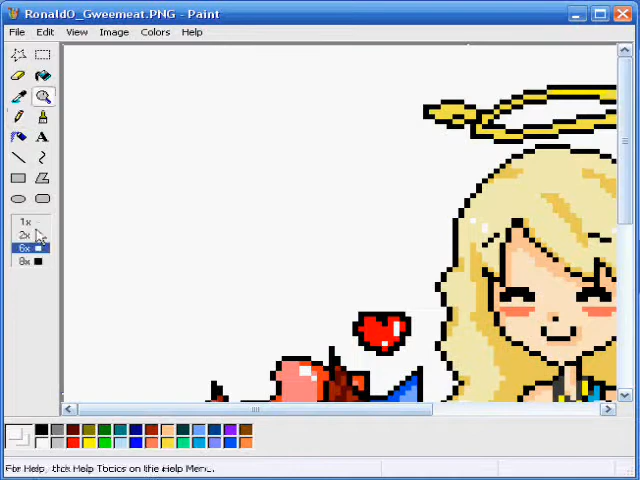 RonaldO_Gweemeat.PNG - Paint
File Edit View Image Colors Help
A
1x
2x
6x
8x
For Help, click Help Topics on the Help Menu.